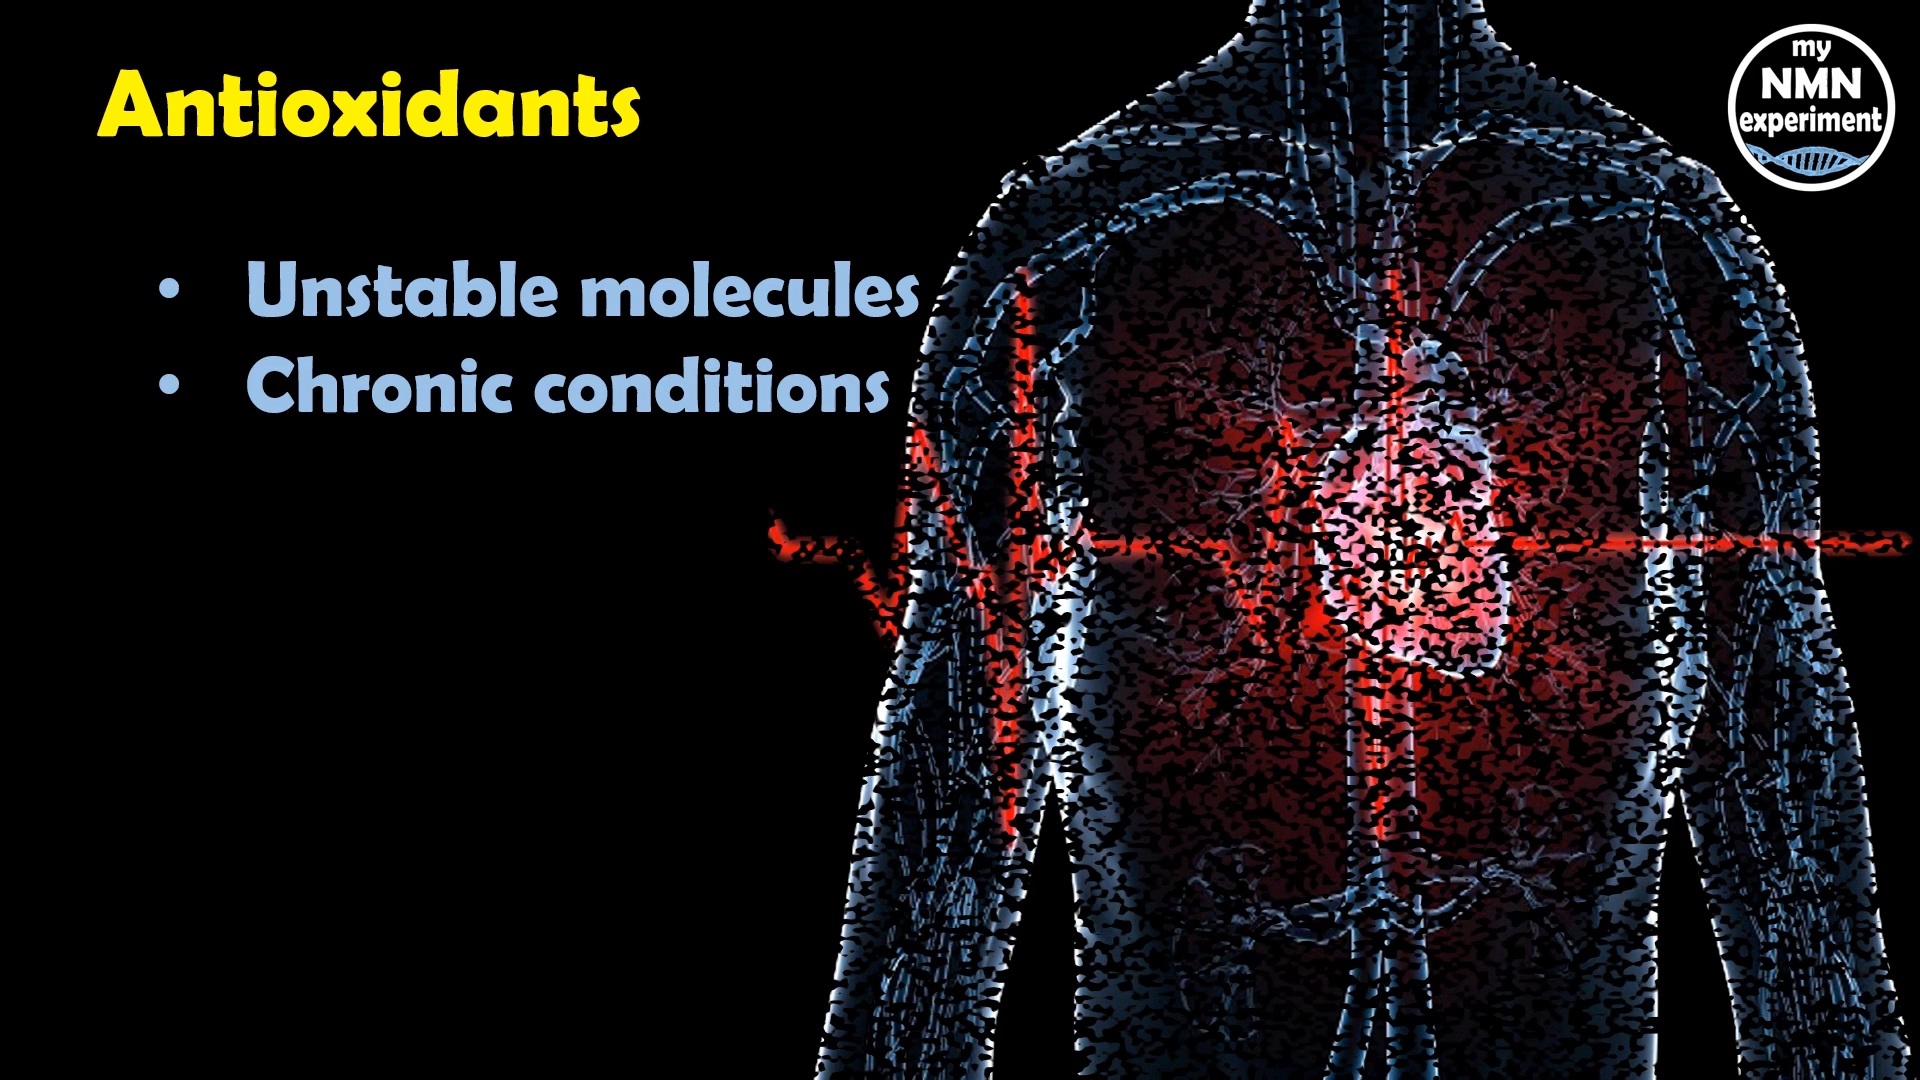 Antioxidants
• Unstable molecules
• Chronic conditions
my
NMN
experiment